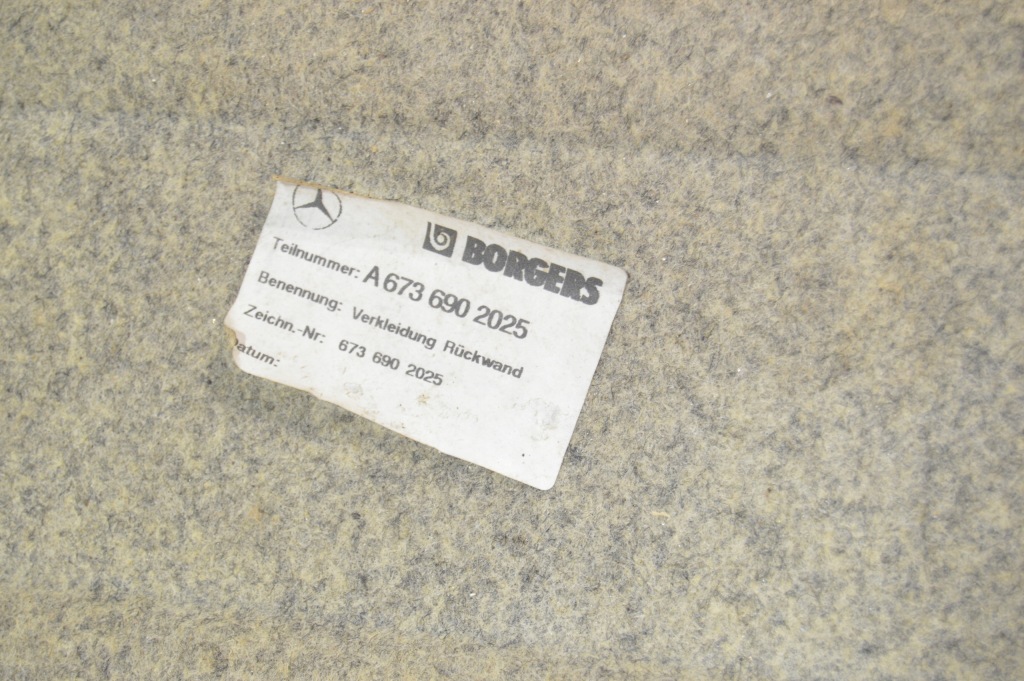 BORGERS
Teilnummer: A 673 690 2025
Benennung: Verkleidung Rückwand
Zeichn.-Nr: 673 690 2025
atum: